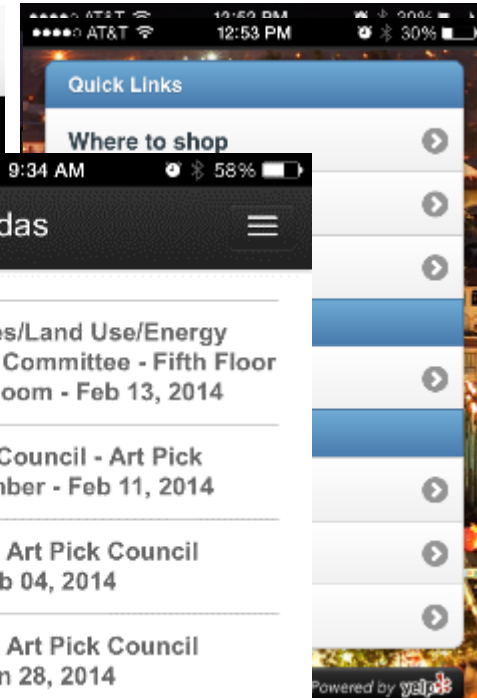 AT&T 12:53 PM 30%
Quick Links
Where to shop
9:34 AM 58%
das
es/Land Use/Energy
Committee - Fifth Floor
oom - Feb 13, 2014
Council - Art Pick
mber - Feb 11, 2014
Art Pick Council
b 04, 2014
Art Pick Council
n 28, 2014
Powered by yelp